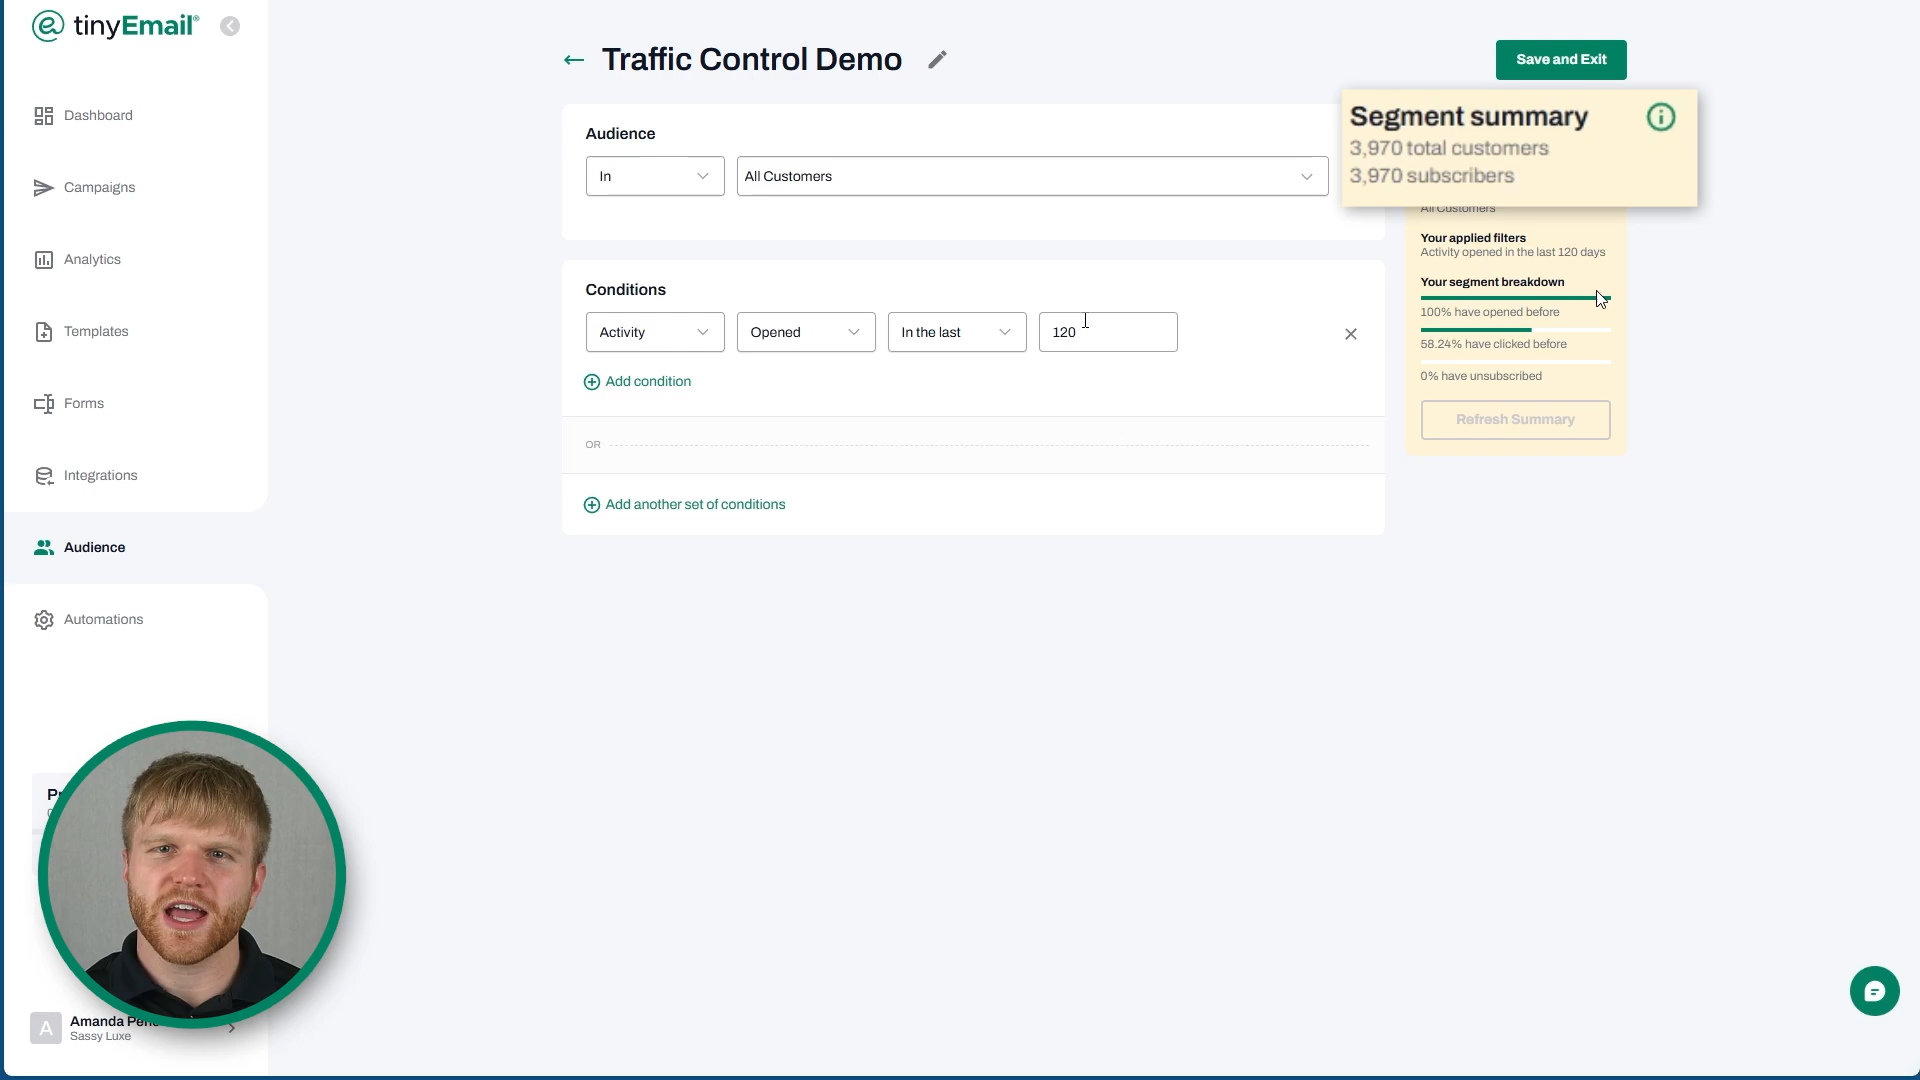 tinyEmail®
Dashboard
Campaigns
Analytics
Templates
Forms
Integrations
Audience
Automations
A
Amanda
Sassy Luxe
Traffic Control Demo
Save and Exit
Audience
In
All Customers
Conditions
Activity
Opened
In the last
120
Add condition
OR
Add another set of conditions
Segment summary
3,970 total customers
3,970 subscribers
All Customers
Your applied filters
Activity opened in the last 120 days
Your segment breakdown
100% have opened before
58.24% have clicked before
0% have unsubscribed
Refresh Summary